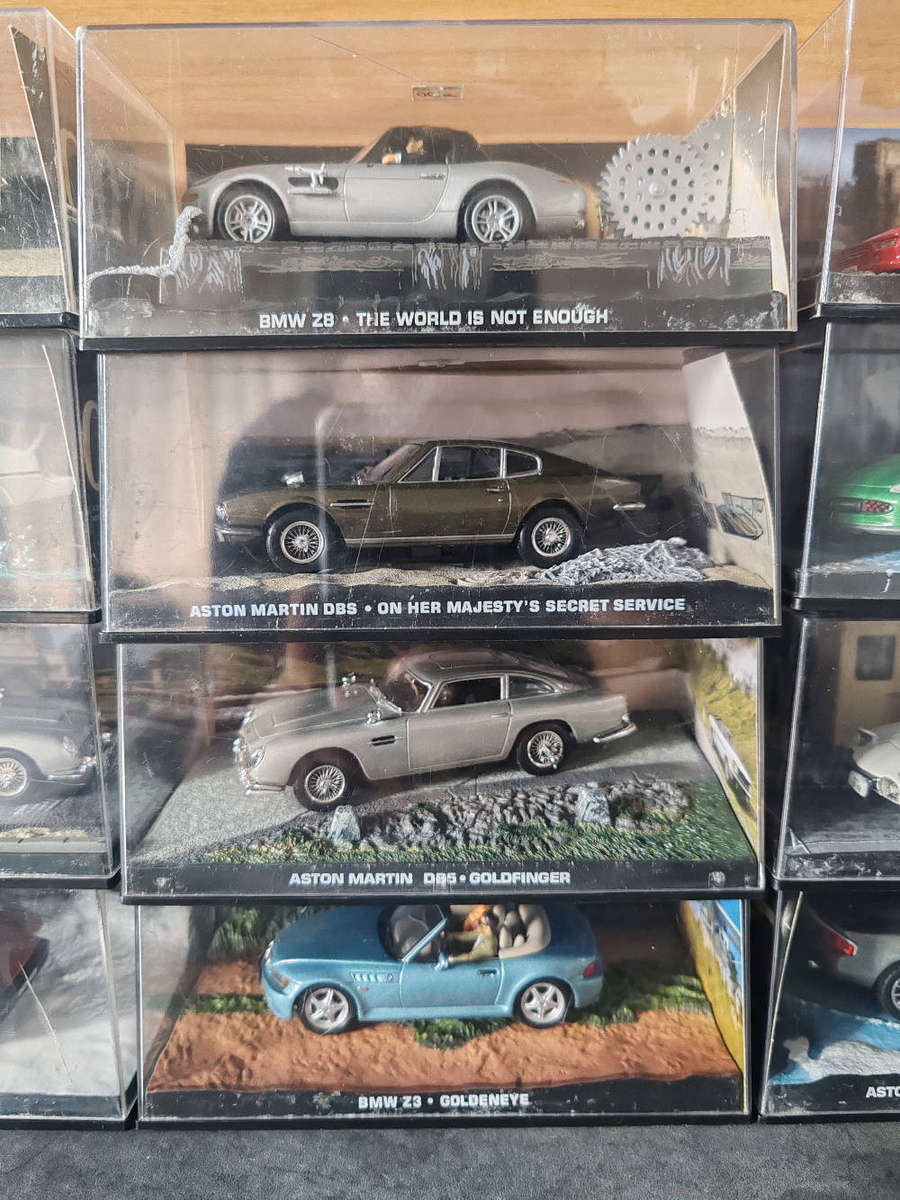 BMW Z8 • THE WORLD IS NOT ENOUGH
ASTON MARTIN DBS • ON HER MAJESTY'S SECRET SERVICE
ASTON MARTIN DB5 • GOLDFINGER
BMW Z3 • GOLDENEYE